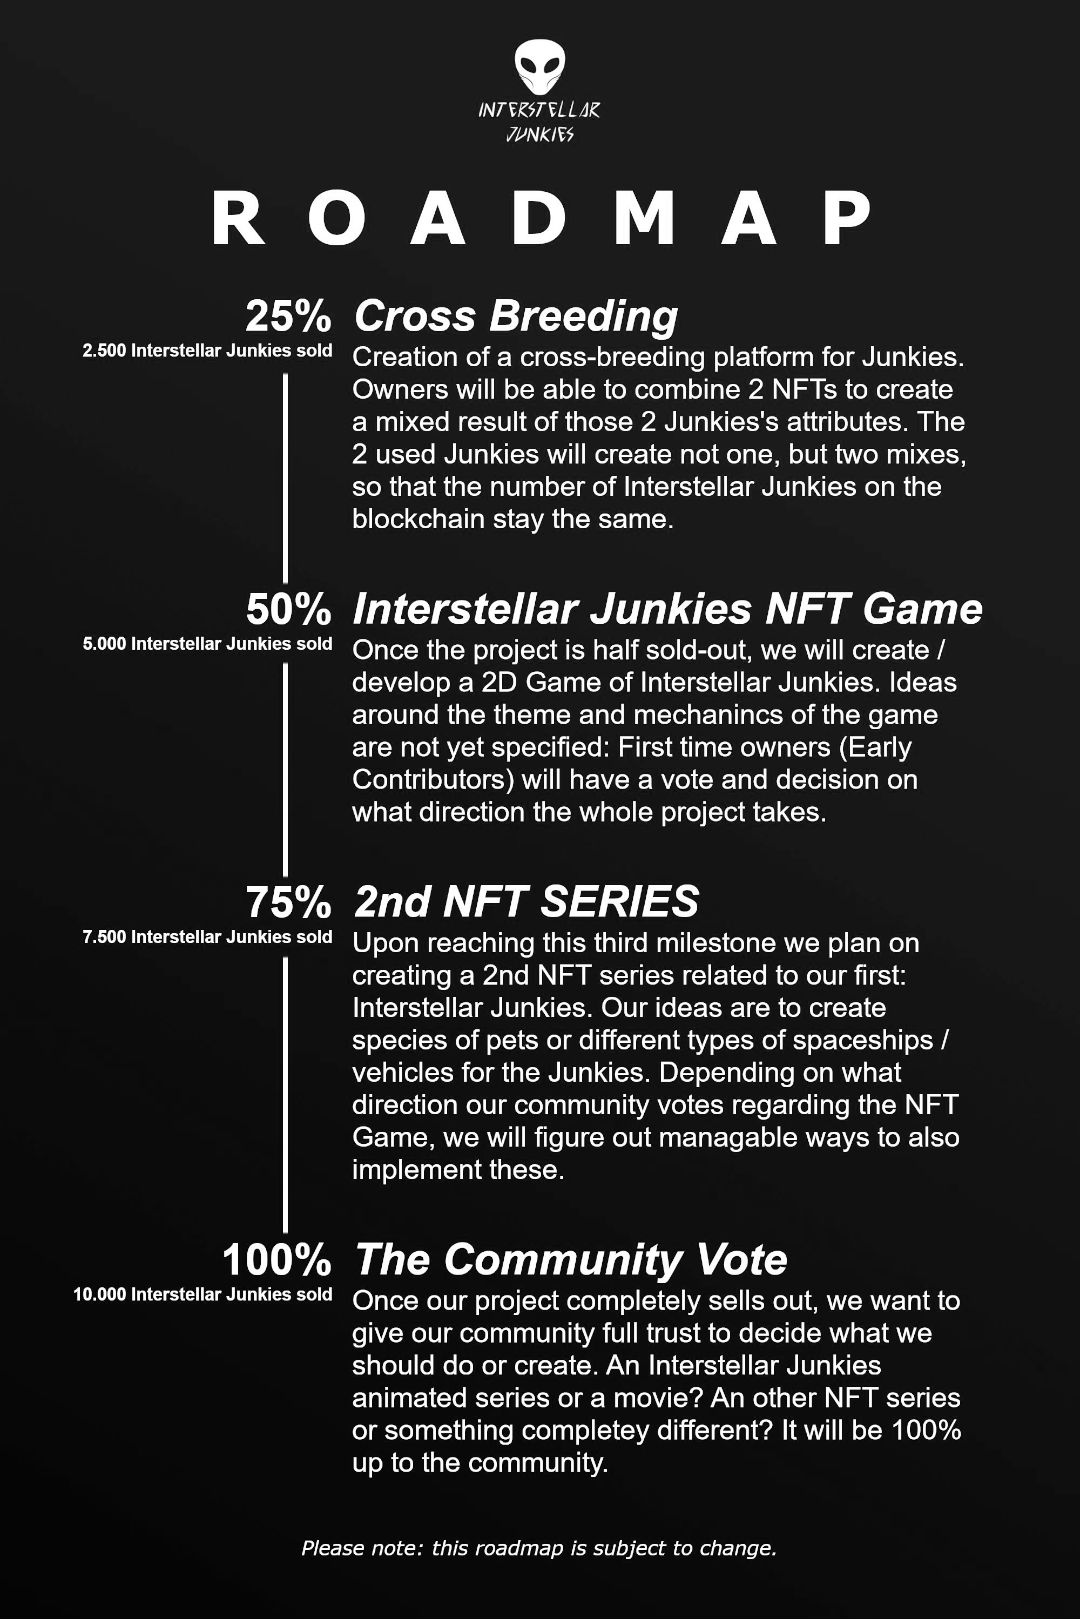 INTERSTELLAR
JUNKIES
ROADMAP
25% Cross Breeding
2.500 Interstellar Junkies sold
Creation of a cross-breeding platform for Junkies.
Owners will be able to combine 2 NFTs to create
a mixed result of those 2 Junkies's attributes. The
2 used Junkies will create not one, but two mixes,
so that the number of Interstellar Junkies on the
blockchain stay the same.
50% Interstellar Junkies NFT Game
5.000 Interstellar Junkies sold
Once the project is half sold-out, we will create /
develop a 2D Game of Interstellar Junkies. Ideas
around the theme and mechanincs of the game
are not yet specified: First time owners (Early
Contributors) will have a vote and decision on
what direction the whole project takes.
75% 2nd NFT SERIES
7.500 Interstellar Junkies sold
Upon reaching this third milestone we plan on
creating a 2nd NFT series related to our first:
Interstellar Junkies. Our ideas are to create
species of pets or different types of spaceships /
vehicles for the Junkies. Depending on what
direction our community votes regarding the NFT
Game, we will figure out managable ways to also
implement these.
100% The Community Vote
10.000 Interstellar Junkies sold
Once our project completely sells out, we want to
give our community full trust to decide what we
should do or create. An Interstellar Junkies
animated series or a movie? An other NFT series
or something completey different? It will be 100%
up to the community.
Please note: this roadmap is subject to change.